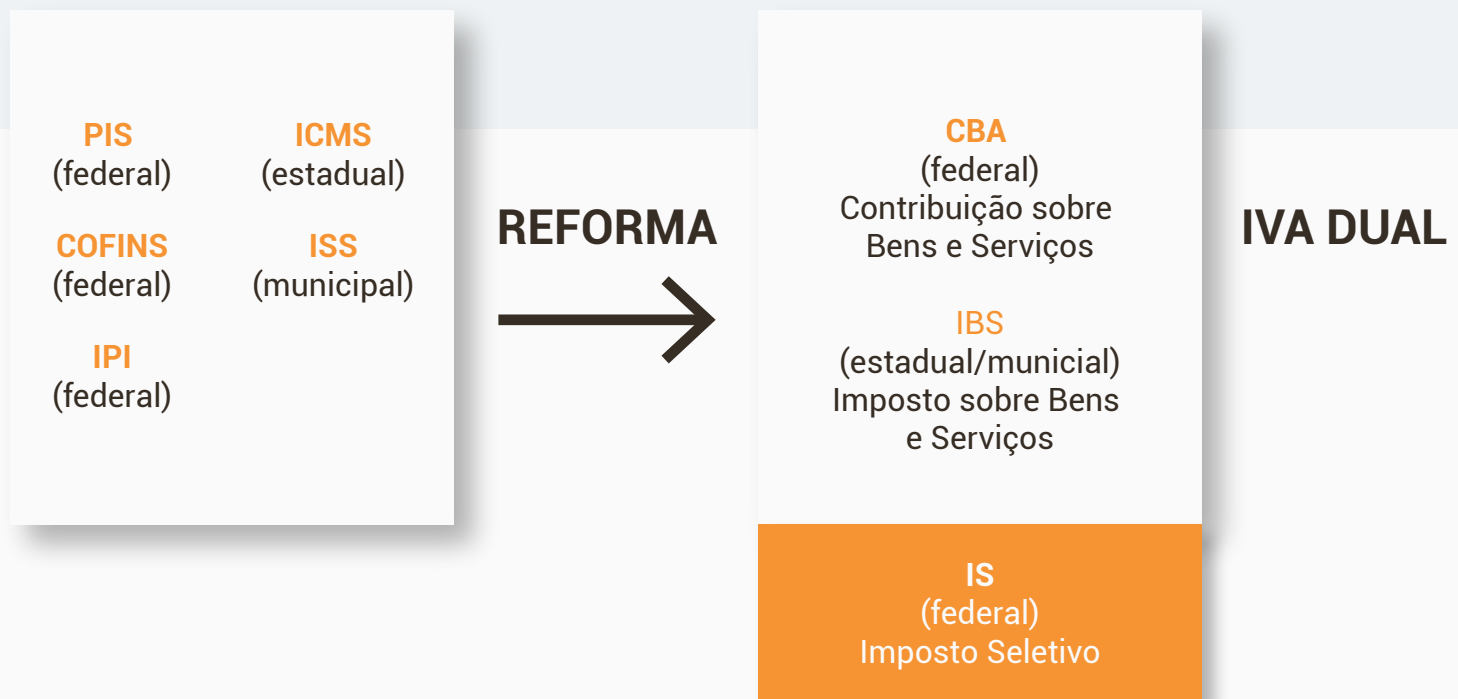 PIS
(federal)
COFINS
(federal)
IPI
(federal)
ICMS
(estadual)
ISS
(municipal)
REFORMA
CBA
(federal)
Contribuição sobre
Bens e Serviços
IBS
(estadual/municial)
Imposto sobre Bens
e Serviços
IS
(federal)
Imposto Seletivo
IVA DUAL